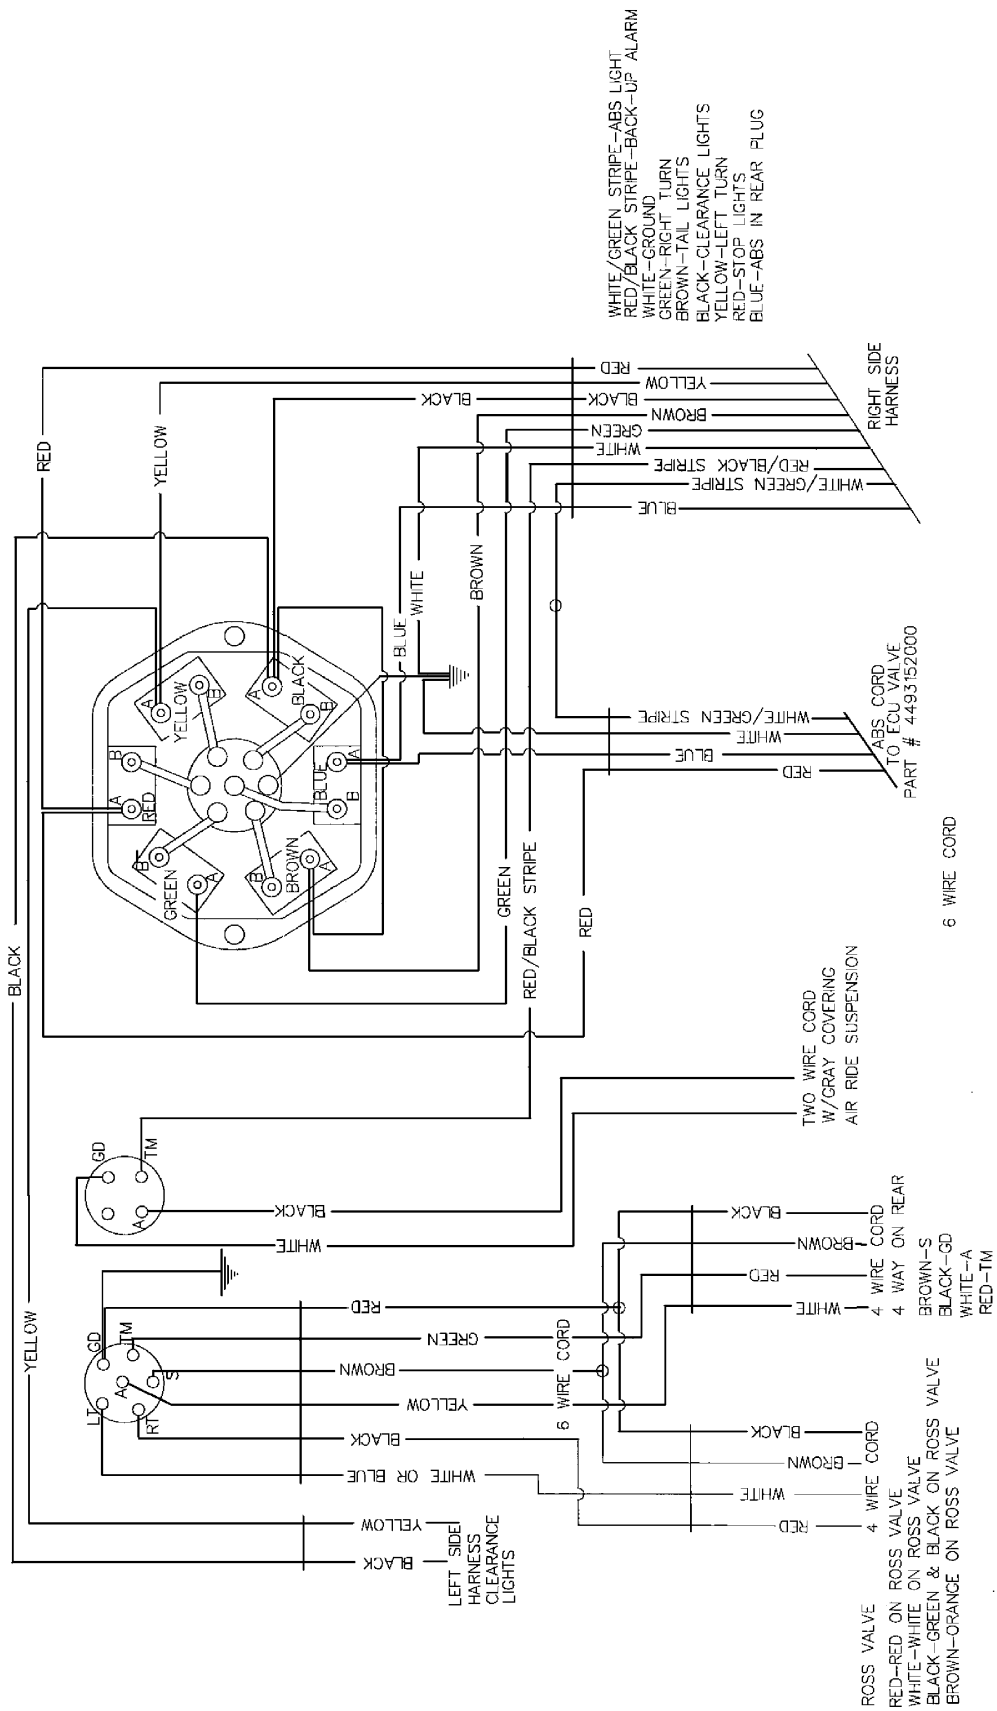 WHITE/GREEN STRIPE-ABS LIGHT
RED/BLACK STRIPE-BACK-UP ALARM
WHITE-GROUND
GREEN-RIGHT TURN
BROWN-TAIL LIGHTS
BLACK-CLEARANCE LIGHTS
YELLOW-LEFT TURN
RED-STOP LIGHTS
BLUE-ABS IN REAR PLUG
RED
YELLOW
BLACK
BLACK
BROWN
GREEN
WHITE
RED/BLACK STRIPE
WHITE/GREEN STRIPE
BLUE
RIGHT SIDE
HARNESS
RED
YELLOW
BLUE
WHITE
BROWN
A
YELLOW
B
A
BLACK
B
B
A
RED
BLUE
A
B
B
GREEN
A
B
BROWN
A
WHITE/GREEN STRIPE
WHITE
BLUE
RED
ABS CORD
TO ECU VALVE
PART # 4493152000
6 WIRE CORD
BLACK
GREEN
RED/BLACK STRIPE
RED
TWO WIRE CORD
W/GRAY COVERING
AIR RIDE SUSPENSION
GD
TM
A
BLACK
WHITE
YELLOW
GD
TM
A
S
LT
RT
RED
GREEN
BROWN
YELLOW
BLACK
WHITE OR BLUE
6 WIRE CORD
BLACK
BROWN
RED
WHITE
4 WIRE CORD
4 WAY ON REAR
BROWN-S
BLACK-GD
WHITE-A
RED-TM
BLACK
BROWN
WHITE
RED
4 WIRE CORD
YELLOW
BLACK
LEFT SIDE
HARNESS
CLEARANCE
LIGHTS
ROSS VALVE
RED-RED ON ROSS VALVE
WHITE-WHITE ON ROSS VALVE
BLACK-GREEN & BLACK ON ROSS VALVE
BROWN-ORANGE ON ROSS VALVE